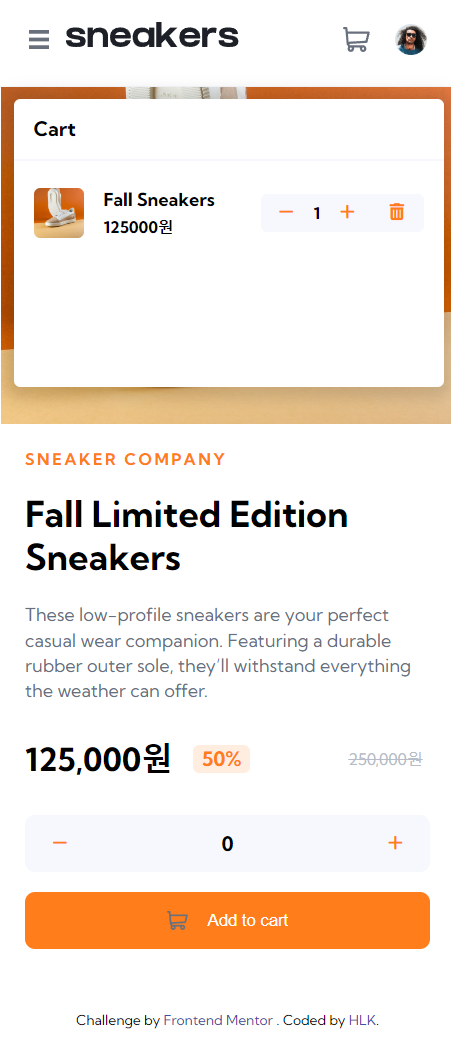 sneakers
Cart
Fall Sneakers
125000원
1
SNEAKER COMPANY
Fall Limited Edition
Sneakers
These low-profile sneakers are your perfect
casual wear companion. Featuring a durable
rubber outer sole, they’ll withstand everything
the weather can offer.
125,000원 50% 250,000원
0
Add to cart
Challenge by Frontend Mentor . Coded by HLK.